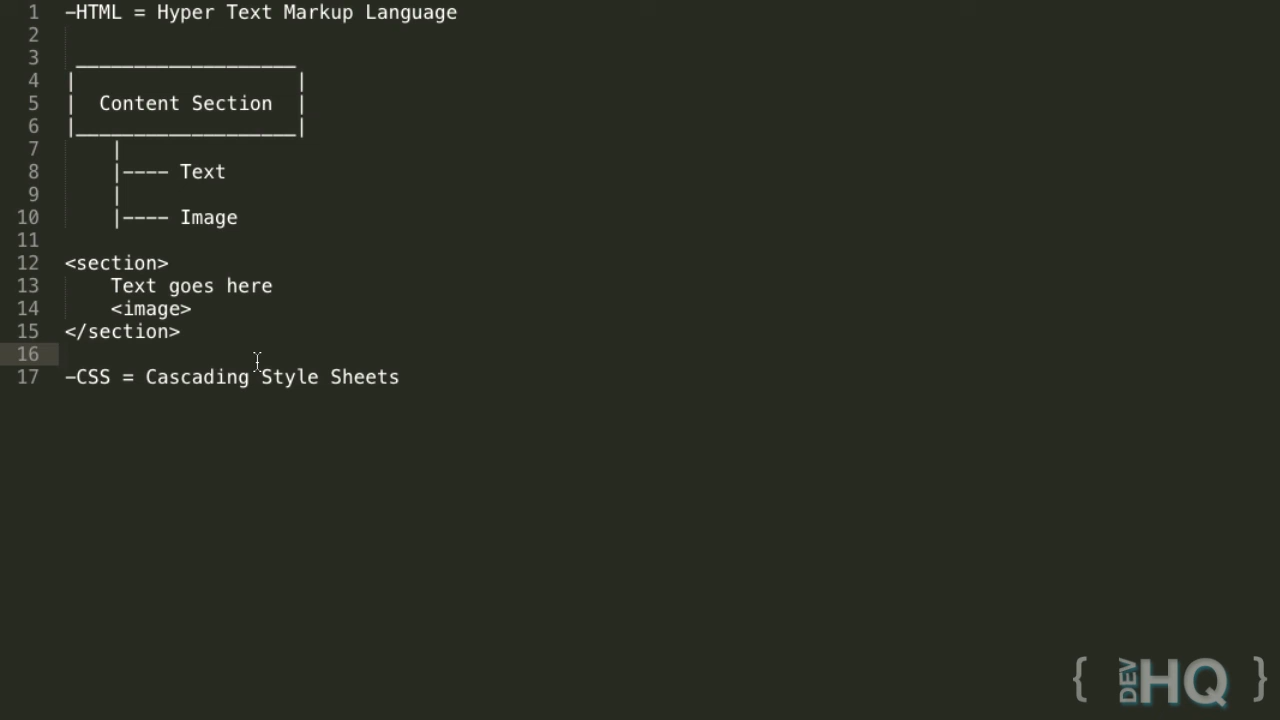 1 -HTML = Hyper Text Markup Language
2
3 ___________________
4 |                   |
5 |  Content Section  |
6 |___________________|
7     |
8     |---- Text
9     |
10     |---- Image
11
12 <section>
13     Text goes here
14     <image>
15 </section>
16
17 -CSS = Cascading Style Sheets
{ DEV HQ }